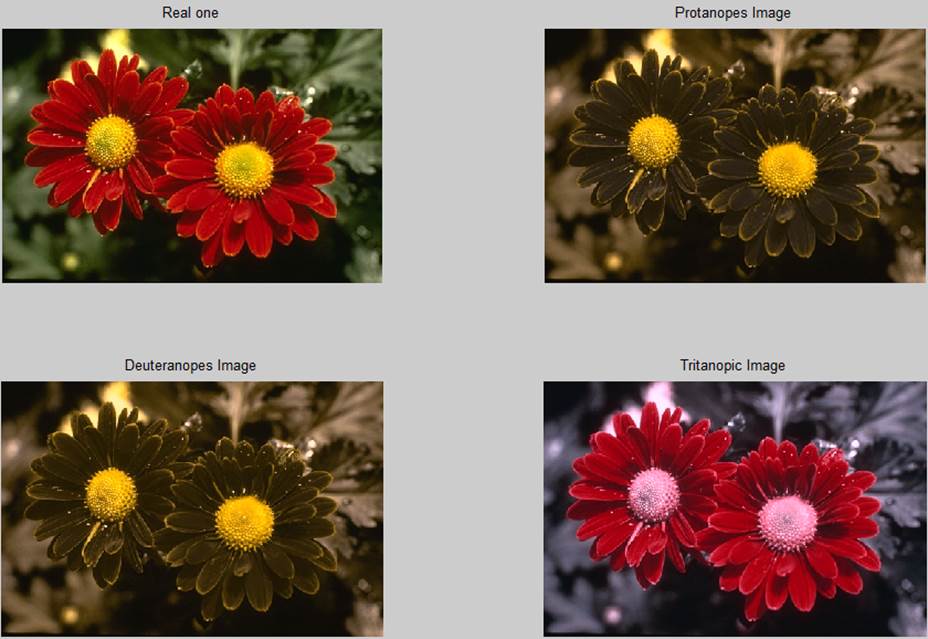 Real one
Protanopes Image
Deuteranopes Image
Tritanopic Image